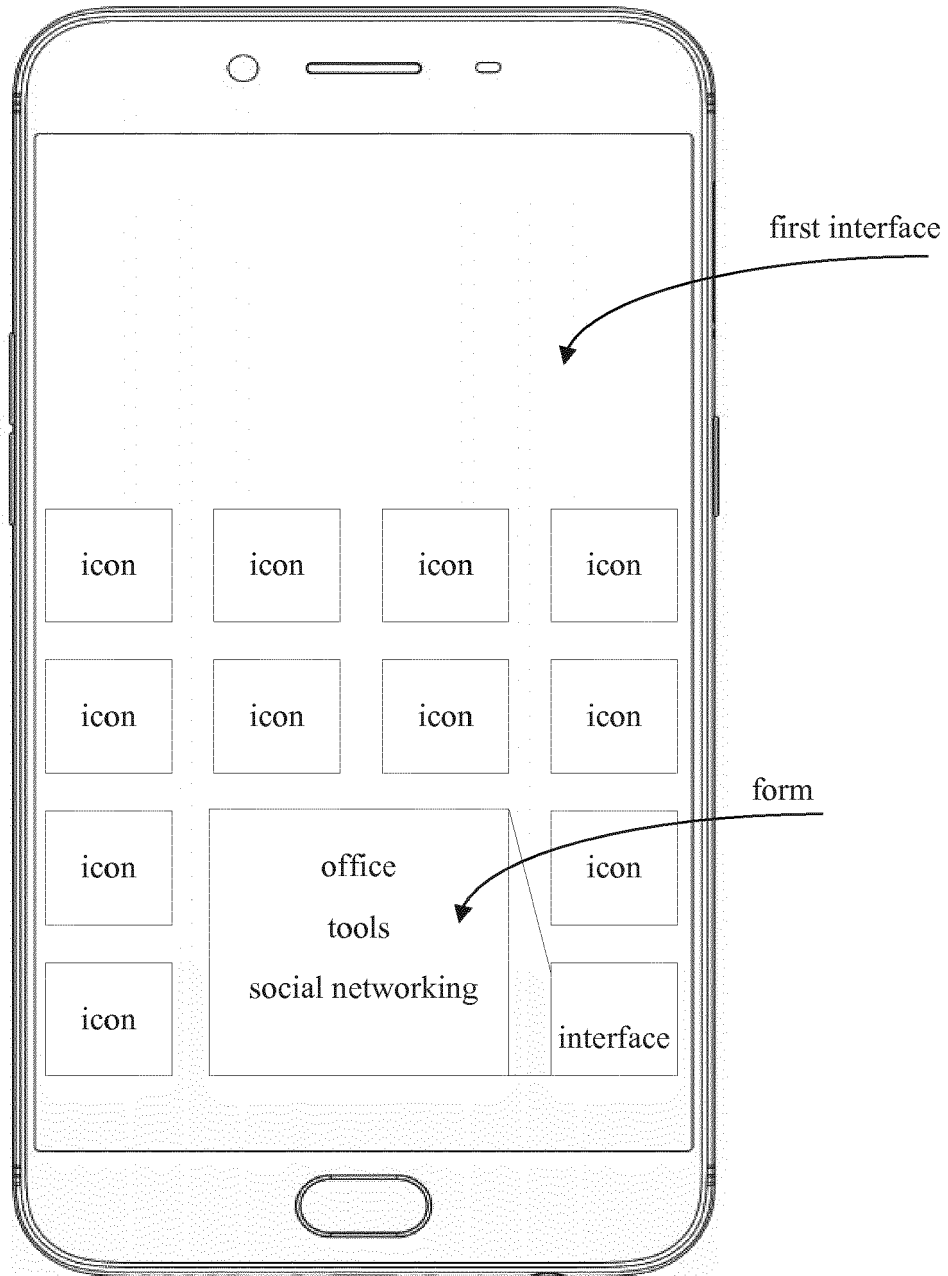 first interface
icon icon icon icon
icon icon icon icon
form
icon office icon
tools
social networking
icon interface